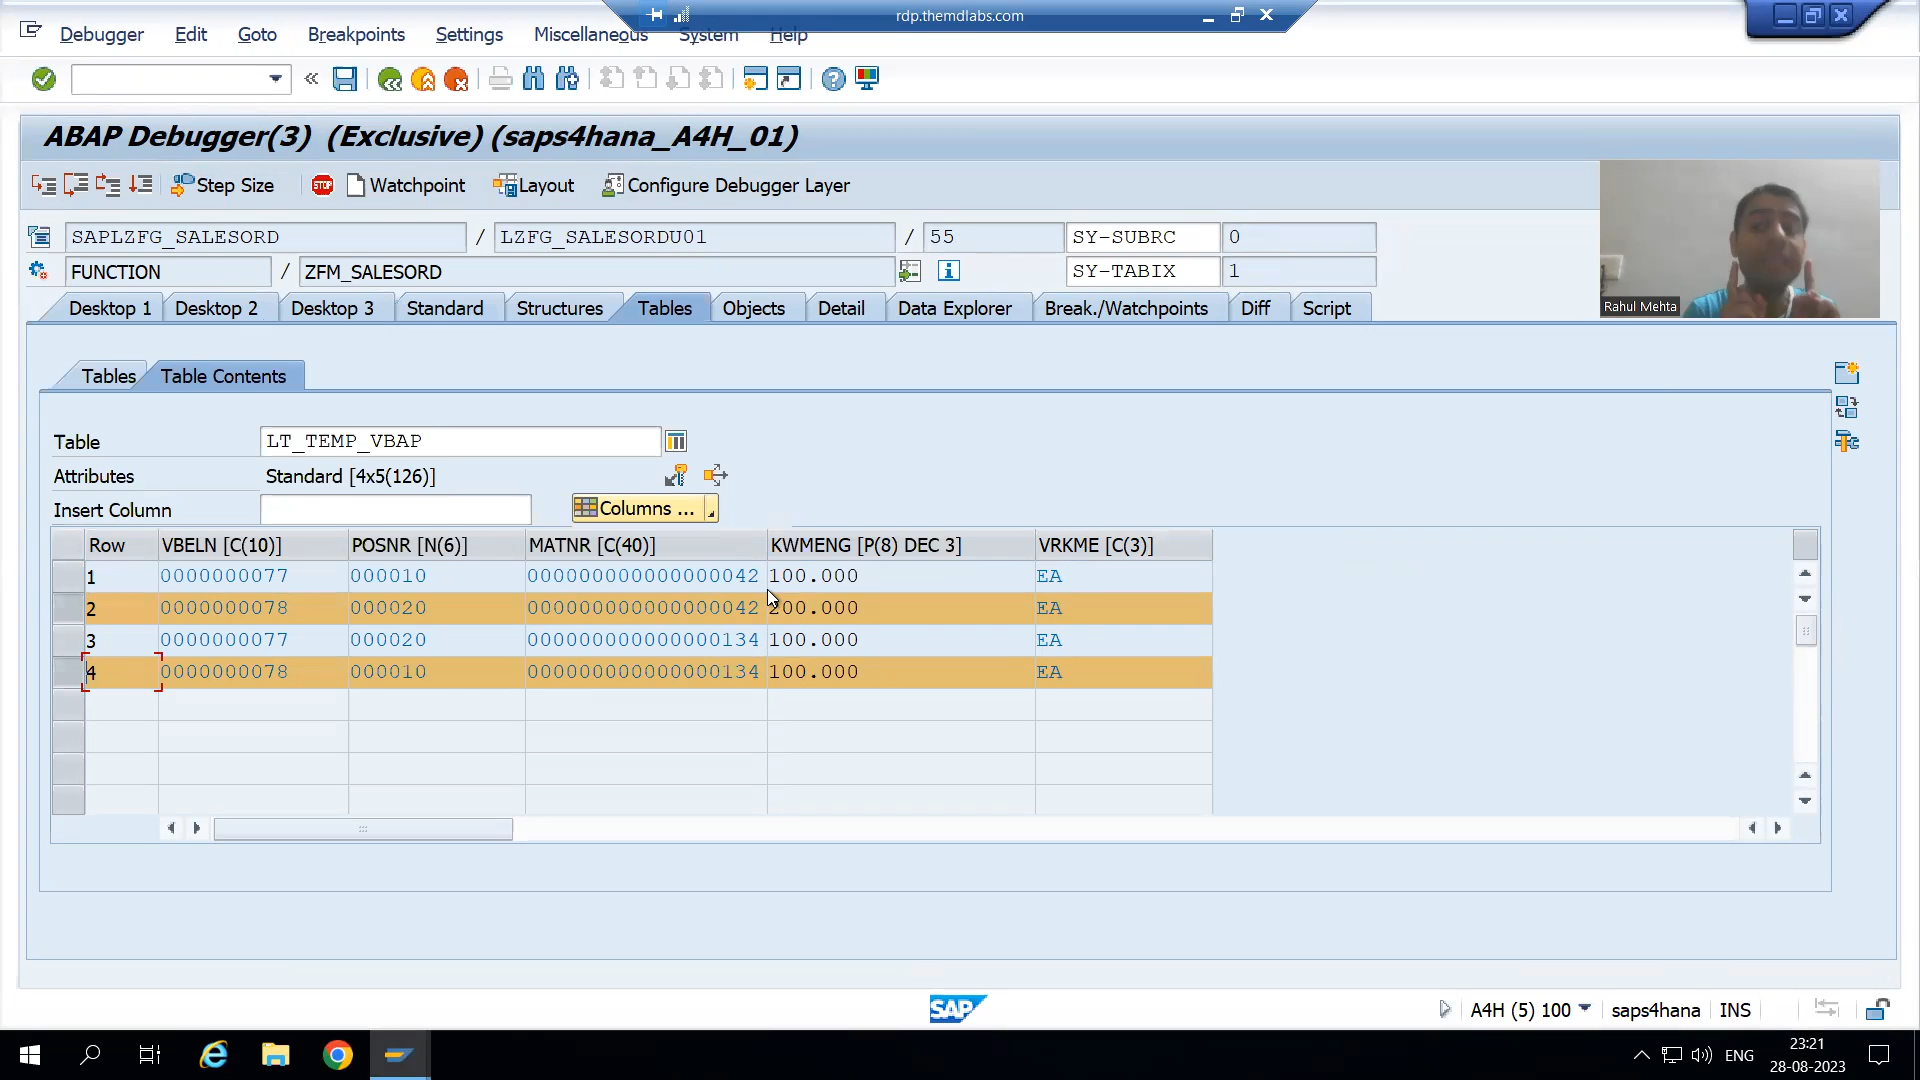 rdp.themdlabs.com
Debugger Edit Goto Breakpoints Settings Miscellaneous System Help
ABAP Debugger(3) (Exclusive) (saps4hana_A4H_01)
STOP
Step Size Watchpoint Layout Configure Debugger Layer
SAPLZFG_SALESORD / LZFG_SALESORDU01 / 55 SY-SUBRC 0
FUNCTION / ZFM_SALESORD SY-TABIX 1
Rahul Mehta
Desktop 1 Desktop 2 Desktop 3 Standard Structures Tables Objects Detail Data Explorer Break./Watchpoints Diff Script
Tables Table Contents
Table LT_TEMP_VBAP
Attributes Standard [4x5(126)]
Insert Column Columns ...
Row VBELN [C(10)] POSNR [N(6)] MATNR [C(40)] KWMENG [P(8) DEC 3] VRKME [C(3)]
1 0000000077 000010 000000000000000042 100.000 EA
2 0000000078 000020 000000000000000042 200.000 EA
3 0000000077 000020 000000000000000134 100.000 EA
4 0000000078 000010 000000000000000134 100.000 EA
SAP
A4H (5) 100 saps4hana INS
ENG
23:21
28-08-2023